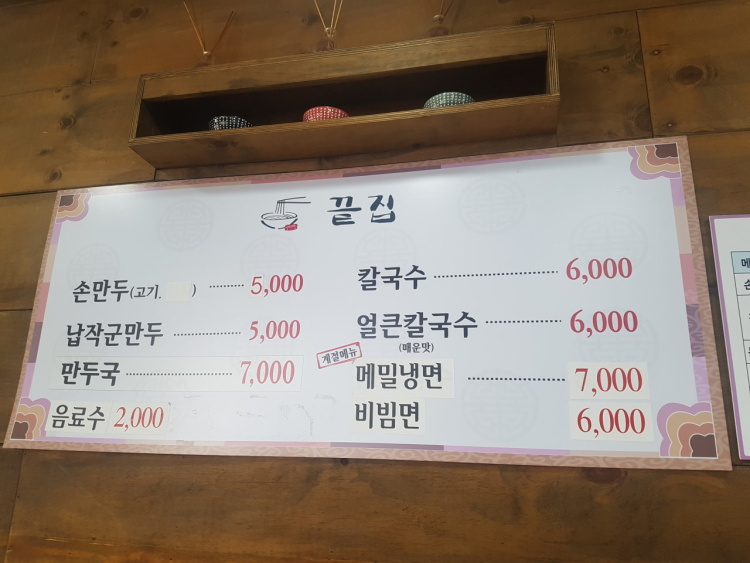 끝집
손만두(고기. ) 5,000
납작군만두 5,000
만두국 7,000
음료수 2,000
칼국수 6,000
얼큰칼국수 6,000
(매운맛)
계절메뉴
메밀냉면 7,000
비빔면 6,000